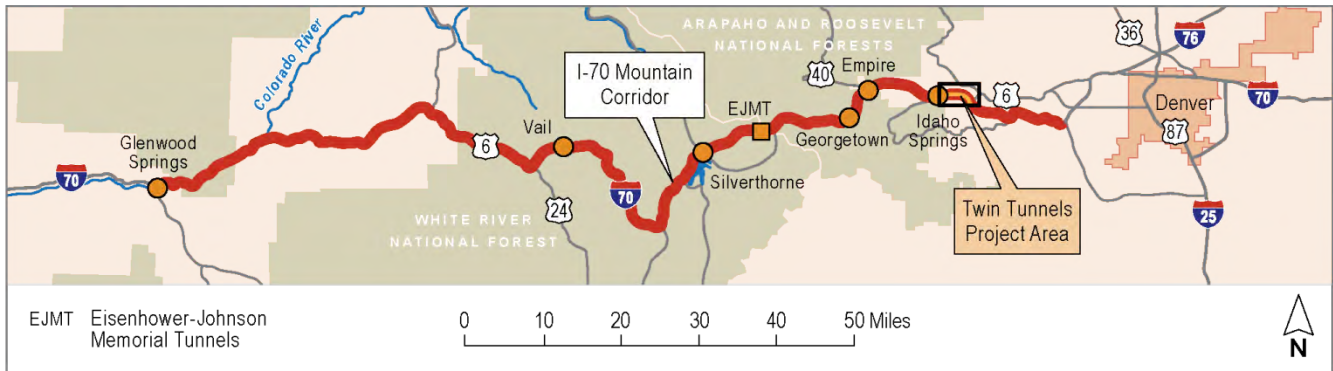 ARAPAHO AND ROOSEVELT
NATIONAL FORESTS
36
76
Colorado River
I-70 Mountain
Corridor
40
Empire
6
70
EJMT
Denver
Vail
Georgetown
Idaho
Springs
87
Glenwood
Springs
6
70
Silverthorne
70
24
WHITE RIVER
NATIONAL FOREST
Twin Tunnels
Project Area
25
EJMT Eisenhower-Johnson
Memorial Tunnels
0 10 20 30 40 50 Miles
N